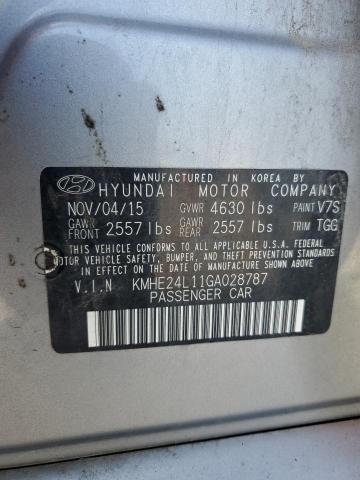 MANUFACTURED IN KOREA BY
HYUNDAI MOTOR COMPANY
NOV/04/15 GVWR 4630 lbs PAINT V7S
GAWR FRONT 2557 lbs GAWR REAR 2557 lbs TRIM TGG
THIS VEHICLE CONFORMS TO ALL APPLICABLE U.S.A. FEDERAL
MOTOR VEHICLE SAFETY, BUMPER, AND THEFT PREVENTION
STANDARDS IN EFFECT ON THE DATE OF MANUFACTURE SHOWN ABOVE.
V.I.N KMHE24L11GA028787
PASSENGER CAR